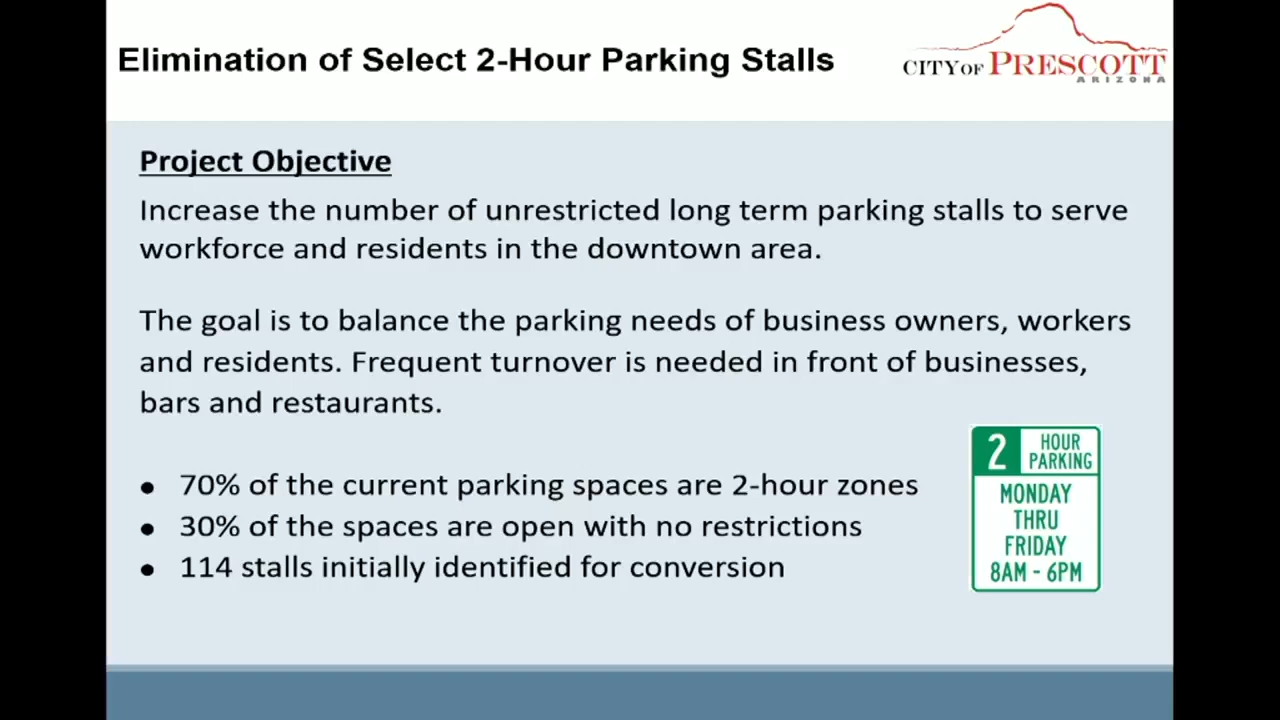 Elimination of Select 2-Hour Parking Stalls
CITY OF PRESCOTT
ARIZONA
Project Objective
Increase the number of unrestricted long term parking stalls to serve
workforce and residents in the downtown area.
The goal is to balance the parking needs of business owners, workers
and residents. Frequent turnover is needed in front of businesses,
bars and restaurants.
● 70% of the current parking spaces are 2-hour zones
● 30% of the spaces are open with no restrictions
● 114 stalls initially identified for conversion
2 HOUR
PARKING
MONDAY
THRU
FRIDAY
8AM - 6PM